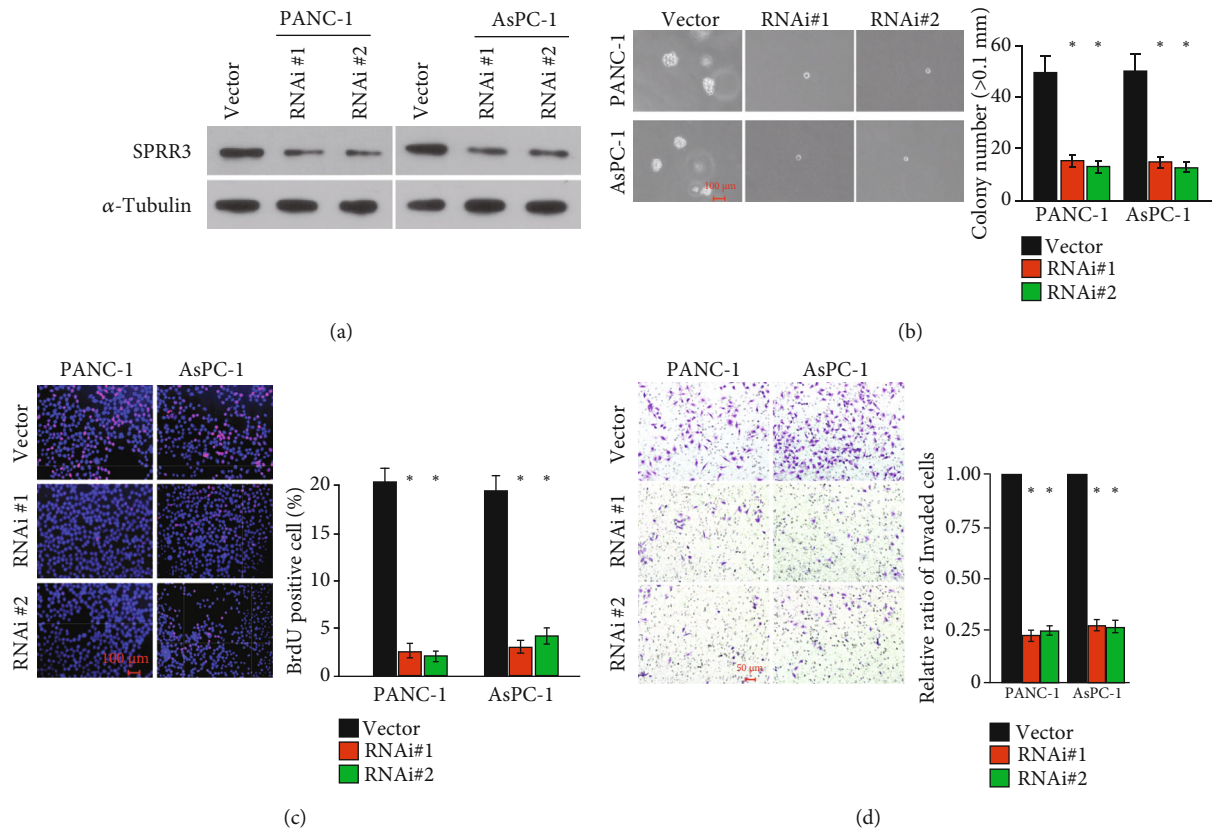 PANC-1
AsPC-1
Vector
RNAi #1
RNAi #2
Vector
RNAi #1
RNAi #2
SPRR3
α-Tubulin
(a)
Vector
RNAi#1
RNAi#2
PANC-1
AsPC-1
100 μm
Colony number (>0.1 mm)
60
40
20
0
* *
* *
PANC-1
AsPC-1
Vector
RNAi#1
RNAi#2
(b)
PANC-1
AsPC-1
Vector
RNAi #1
RNAi #2
100 μm
BrdU positive cell (%)
20
15
10
5
0
* *
* *
PANC-1
AsPC-1
Vector
RNAi#1
RNAi#2
(c)
PANC-1
AsPC-1
Vector
RNAi #1
RNAi #2
50 μm
Relative ratio of Invaded cells
1.00
0.75
0.50
0.25
0
* *
* *
PANC-1
AsPC-1
Vector
RNAi#1
RNAi#2
(d)